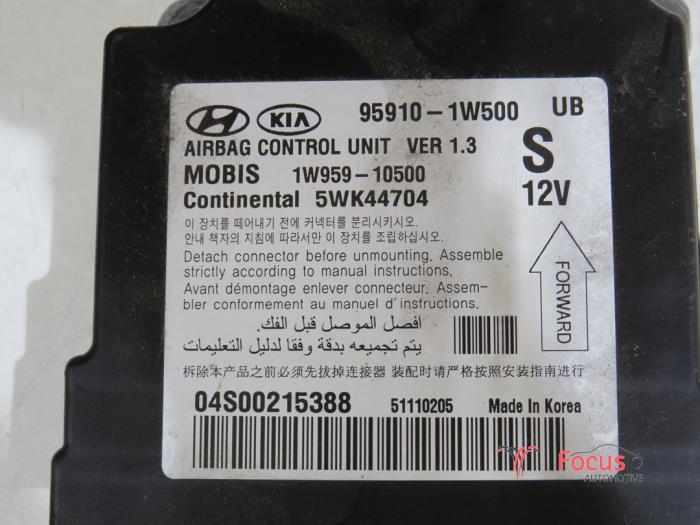 HYUNDAI KIA 95910-1W500 UB
AIRBAG CONTROL UNIT VER 1.3
S
MOBIS 1W959-10500
12V
Continental 5WK44704
이 장치를 떼어내기 전에 커넥터를 분리시키시오.
안내 책자의 지침에 따라서만 이 장치를 조립하십시오.
Detach connector before unmounting. Assemble
strictly according to manual instructions.
Avant démontage enlever connecteur. Assem-
bler conformement au manuel d'instructions.
FORWARD
افصل الموصل قبل الفك.
يتم تجميعه بدقة وفقا لدليل التعليمات
拆除本产品之前必须先拔掉连接器 装配时请严格按照安装指南进行
04S00215388 51110205 Made In Korea
Focus
AUTOMOTIVE